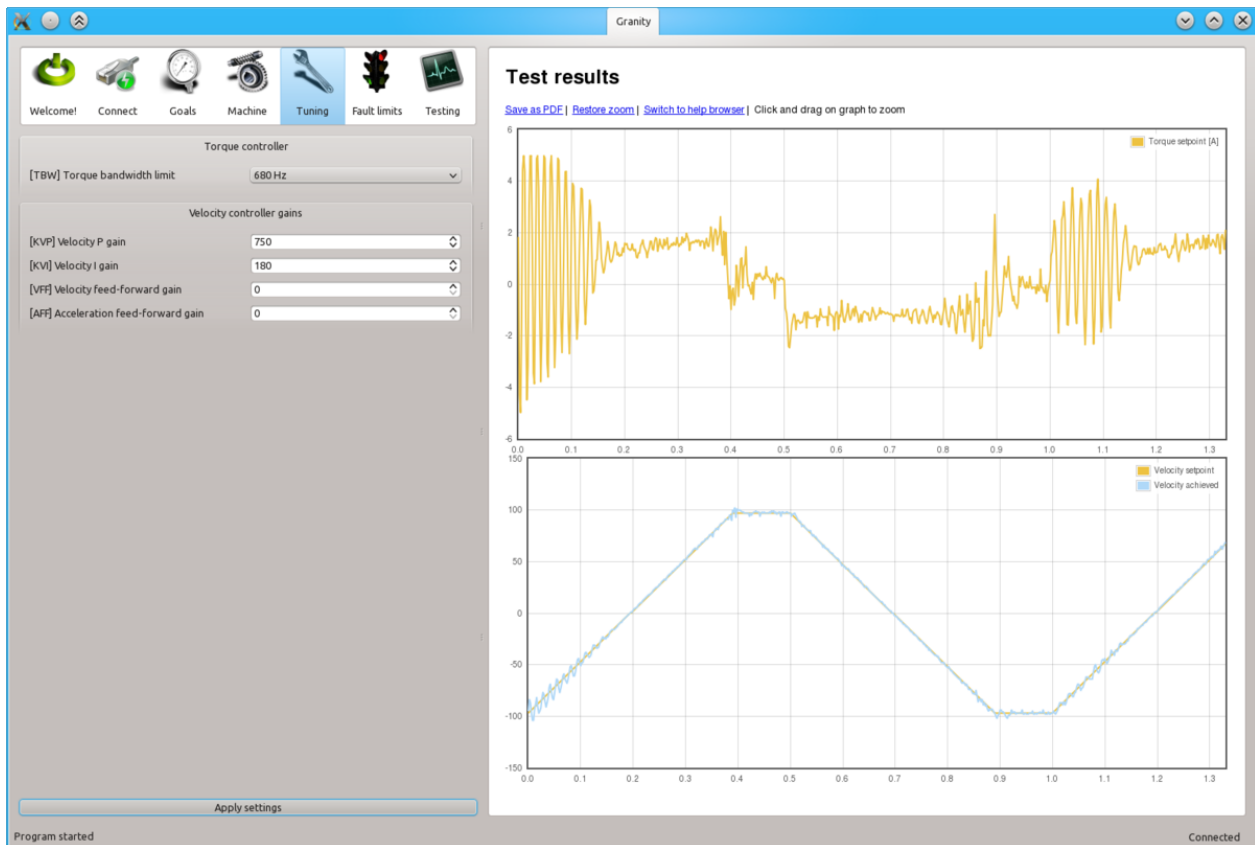 Granity
Welcome! Connect Goals Machine Tuning Fault limits Testing
Torque controller
[TBW] Torque bandwidth limit 680 Hz
Velocity controller gains
[KVP] Velocity P gain 750
[KVI] Velocity I gain 180
[VFF] Velocity feed-forward gain 0
[AFF] Acceleration feed-forward gain 0
Apply settings
Program started
Test results
Save as PDF | Restore zoom | Switch to help browser | Click and drag on graph to zoom
Torque setpoint [A]
6
4
2
0
-2
-4
-6
0.0 0.1 0.2 0.3 0.4 0.5 0.6 0.7 0.8 0.9 1.0 1.1 1.2 1.3
Velocity setpoint
Velocity achieved
150
100
50
0
-50
-100
-150
0.0 0.1 0.2 0.3 0.4 0.5 0.6 0.7 0.8 0.9 1.0 1.1 1.2 1.3
Connected